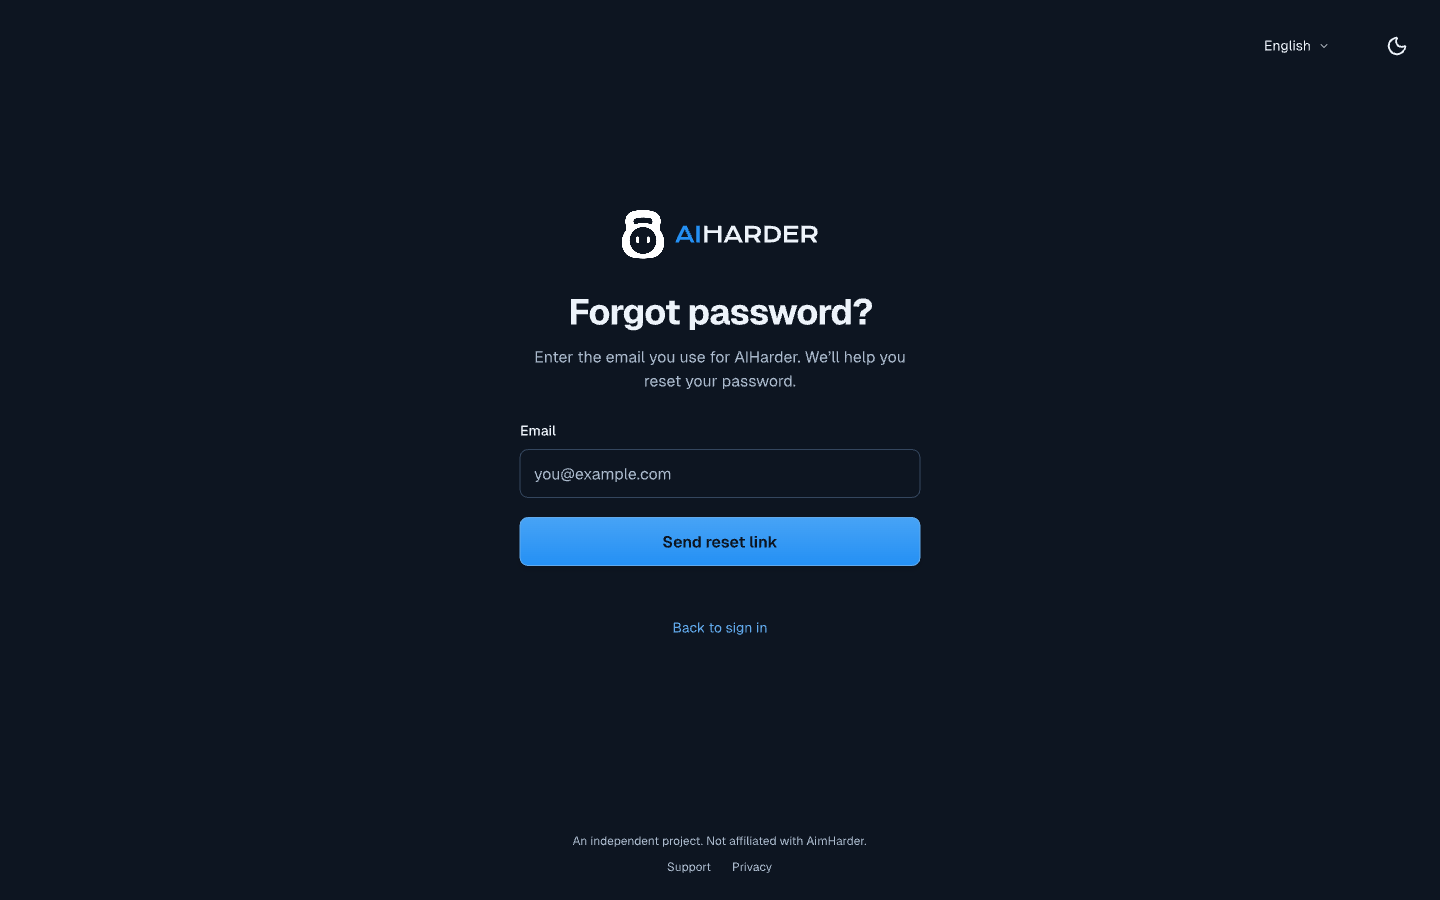 English
AIHARDER
Forgot password?
Enter the email you use for AIHarder. We’ll help you
reset your password.
Email
you@example.com
Send reset link
Back to sign in
An independent project. Not affiliated with AimHarder.
Support Privacy